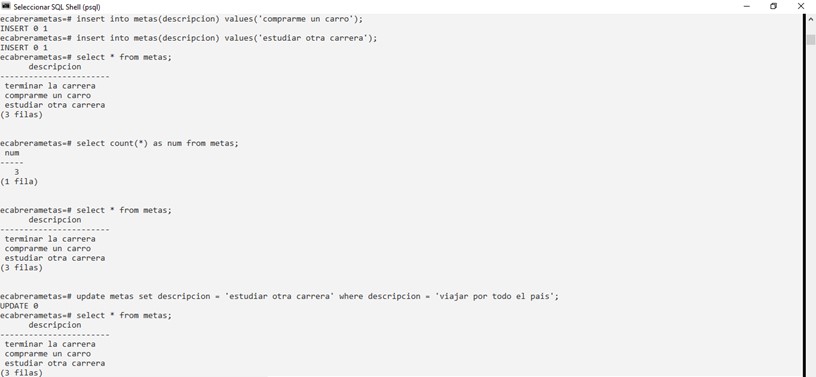 Seleccionar SQL Shell (psql)
ecabrerametas=# insert into metas(descripcion) values('comprarme un carro');
INSERT 0 1
ecabrerametas=# insert into metas(descripcion) values('estudiar otra carrera');
INSERT 0 1
ecabrerametas=# select * from metas;
descripcion
-----------------------
terminar la carrera
comprarme un carro
estudiar otra carrera
(3 filas)
ecabrerametas=# select count(*) as num from metas;
num
-----
3
(1 fila)
ecabrerametas=# select * from metas;
descripcion
-----------------------
terminar la carrera
comprarme un carro
estudiar otra carrera
(3 filas)
ecabrerametas=# update metas set descripcion = 'estudiar otra carrera' where descripcion = 'viajar por todo el pais';
UPDATE 0
ecabrerametas=# select * from metas;
descripcion
-----------------------
terminar la carrera
comprarme un carro
estudiar otra carrera
(3 filas)